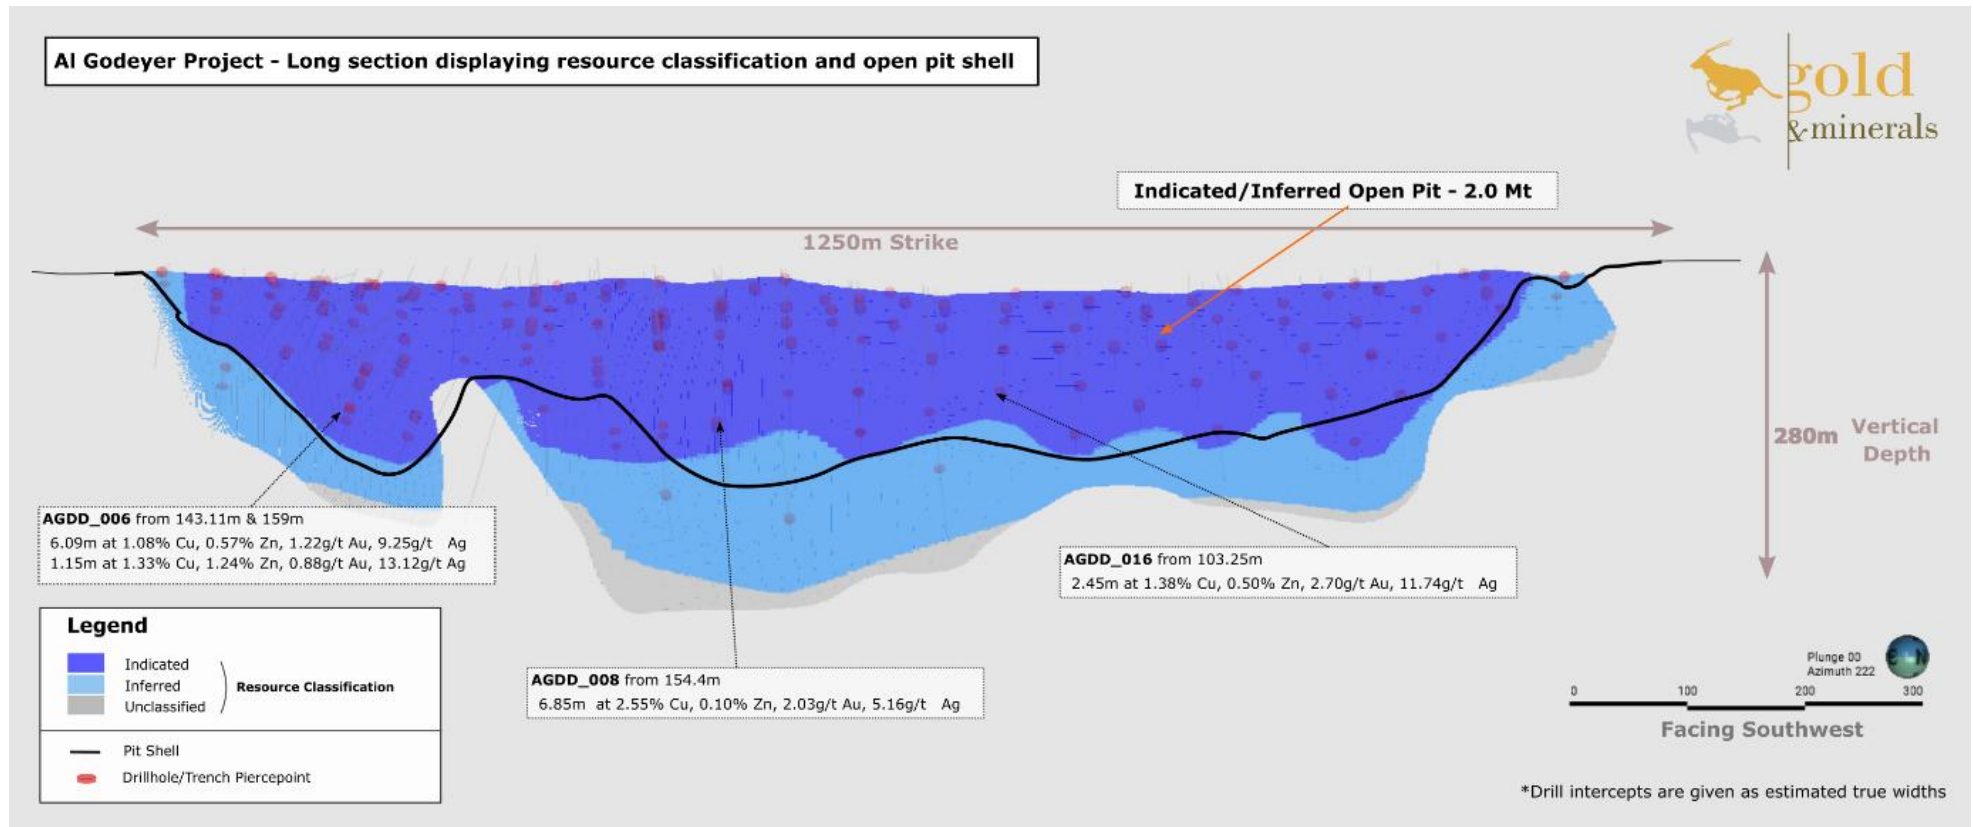 Al Godeyer Project - Long section displaying resource classification and open pit shell
gold
&minerals
Indicated/Inferred Open Pit - 2.0 Mt
1250m Strike
280m
Vertical
Depth
AGDD_006 from 143.11m & 159m
6.09m at 1.08% Cu, 0.57% Zn, 1.22g/t Au, 9.25g/t Ag
1.15m at 1.33% Cu, 1.24% Zn, 0.88g/t Au, 13.12g/t Ag
AGDD_016 from 103.25m
2.45m at 1.38% Cu, 0.50% Zn, 2.70g/t Au, 11.74g/t Ag
AGDD_008 from 154.4m
6.85m at 2.55% Cu, 0.10% Zn, 2.03g/t Au, 5.16g/t Ag
Legend
Indicated
Inferred
Unclassified
Resource Classification
Pit Shell
Drillhole/Trench Piercepoint
Plunge 00
Azimuth 222
E N
0 100 200 300
Facing Southwest
*Drill intercepts are given as estimated true widths